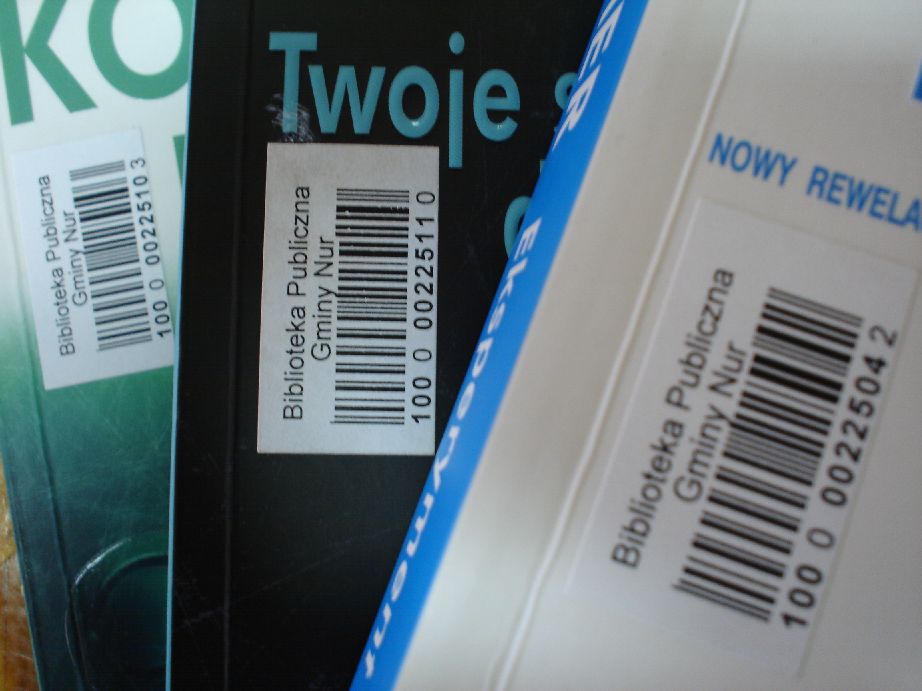 KO
Biblioteka Publiczna
Gminy Nur
100 0 0022510 3
Twoje
Biblioteka Publiczna
Gminy Nur
100 0 0022511 0
Eksperyment
NOWY REWELA
Biblioteka Publiczna
Gminy Nur
100 0 0022504 2